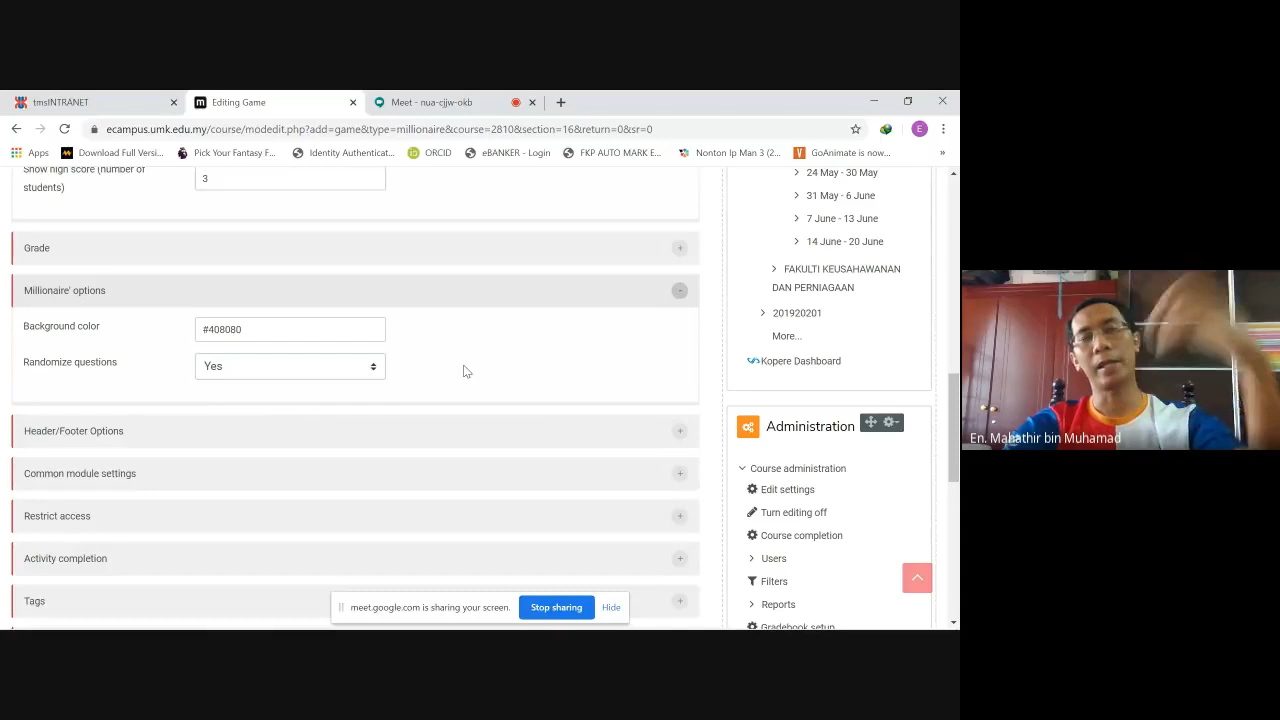 tmsINTRANET
Editing Game
Meet - nua-cjjw-okb
ecampus.umk.edu.my/course/modedit.php?add=game&type=millionaire&course=2810&section=16&return=0&sr=0
Apps
Download Full Versi...
Pick Your Fantasy F...
Identity Authenticat...
ORCID
eBANKER - Login
FKP AUTO MARK E...
Nonton Ip Man 3 (2...
GoAnimate is now...
Show high score (number of
students)
3
Grade
Millionaire' options
Background color
#408080
Randomize questions
Yes
Header/Footer Options
Common module settings
Restrict access
Activity completion
Tags
24 May - 30 May
31 May - 6 June
7 June - 13 June
14 June - 20 June
FAKULTI KEUSAHAWANAN
DAN PERNIAGAAN
201920201
More...
Kopere Dashboard
Administration
Course administration
Edit settings
Turn editing off
Course completion
Users
Filters
Reports
Gradebook setup
meet.google.com is sharing your screen.
Stop sharing
Hide
En. Mahathir bin Muhamad